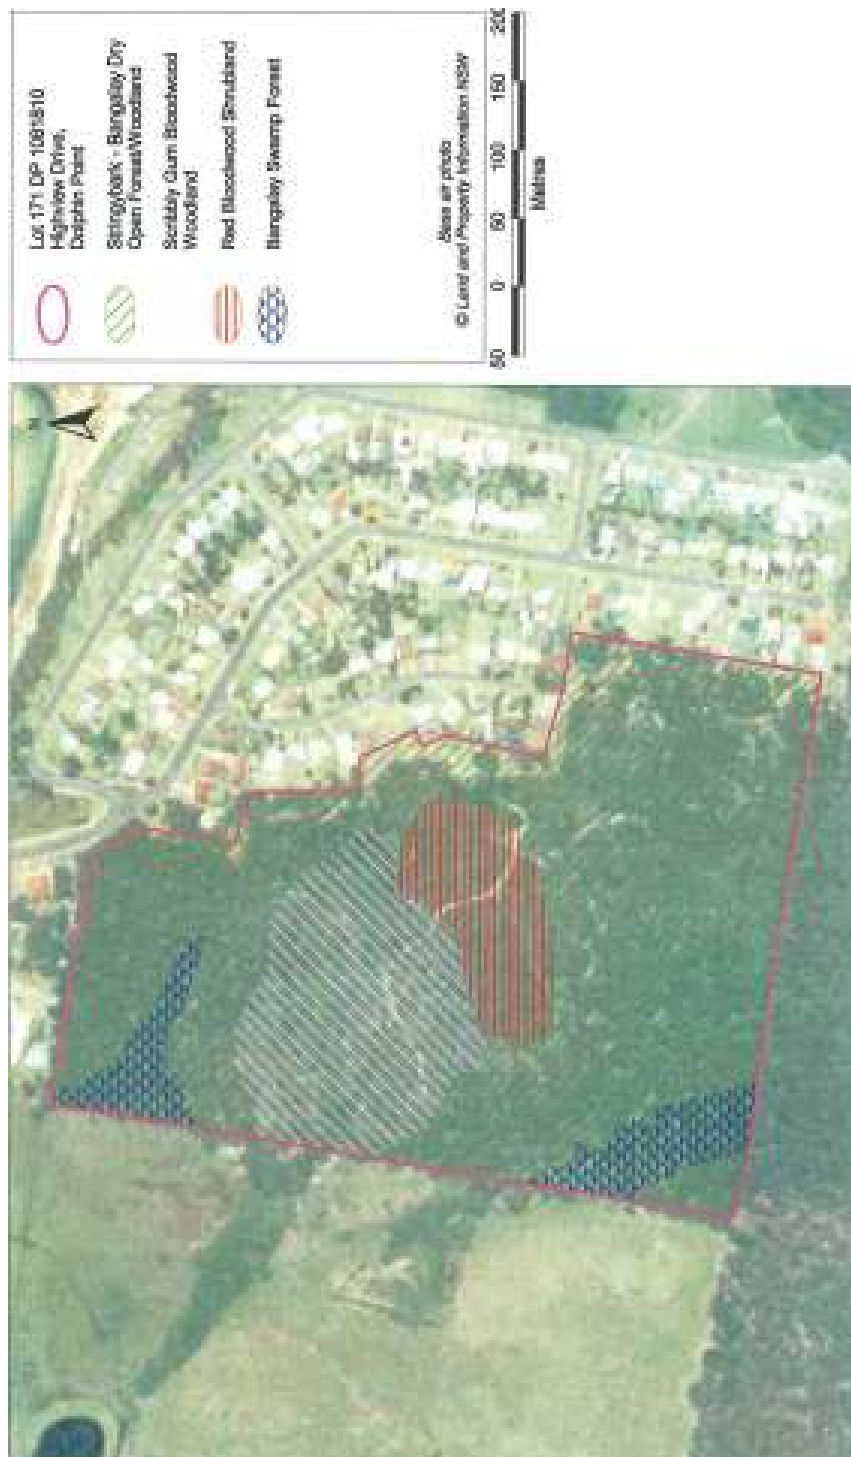 Lot 171 DP 1081810
Highview Drive,
Dolphin Point
Stringybark - Bangalay Dry
Open Forest/Woodland
Scribbly Gum Bloodwood
Woodland
Red Bloodwood Shrubland
Bangalay Swamp Forest
Base air photo
© Land and Property Information NSW
50 0 50 100 150 200
Metres
N